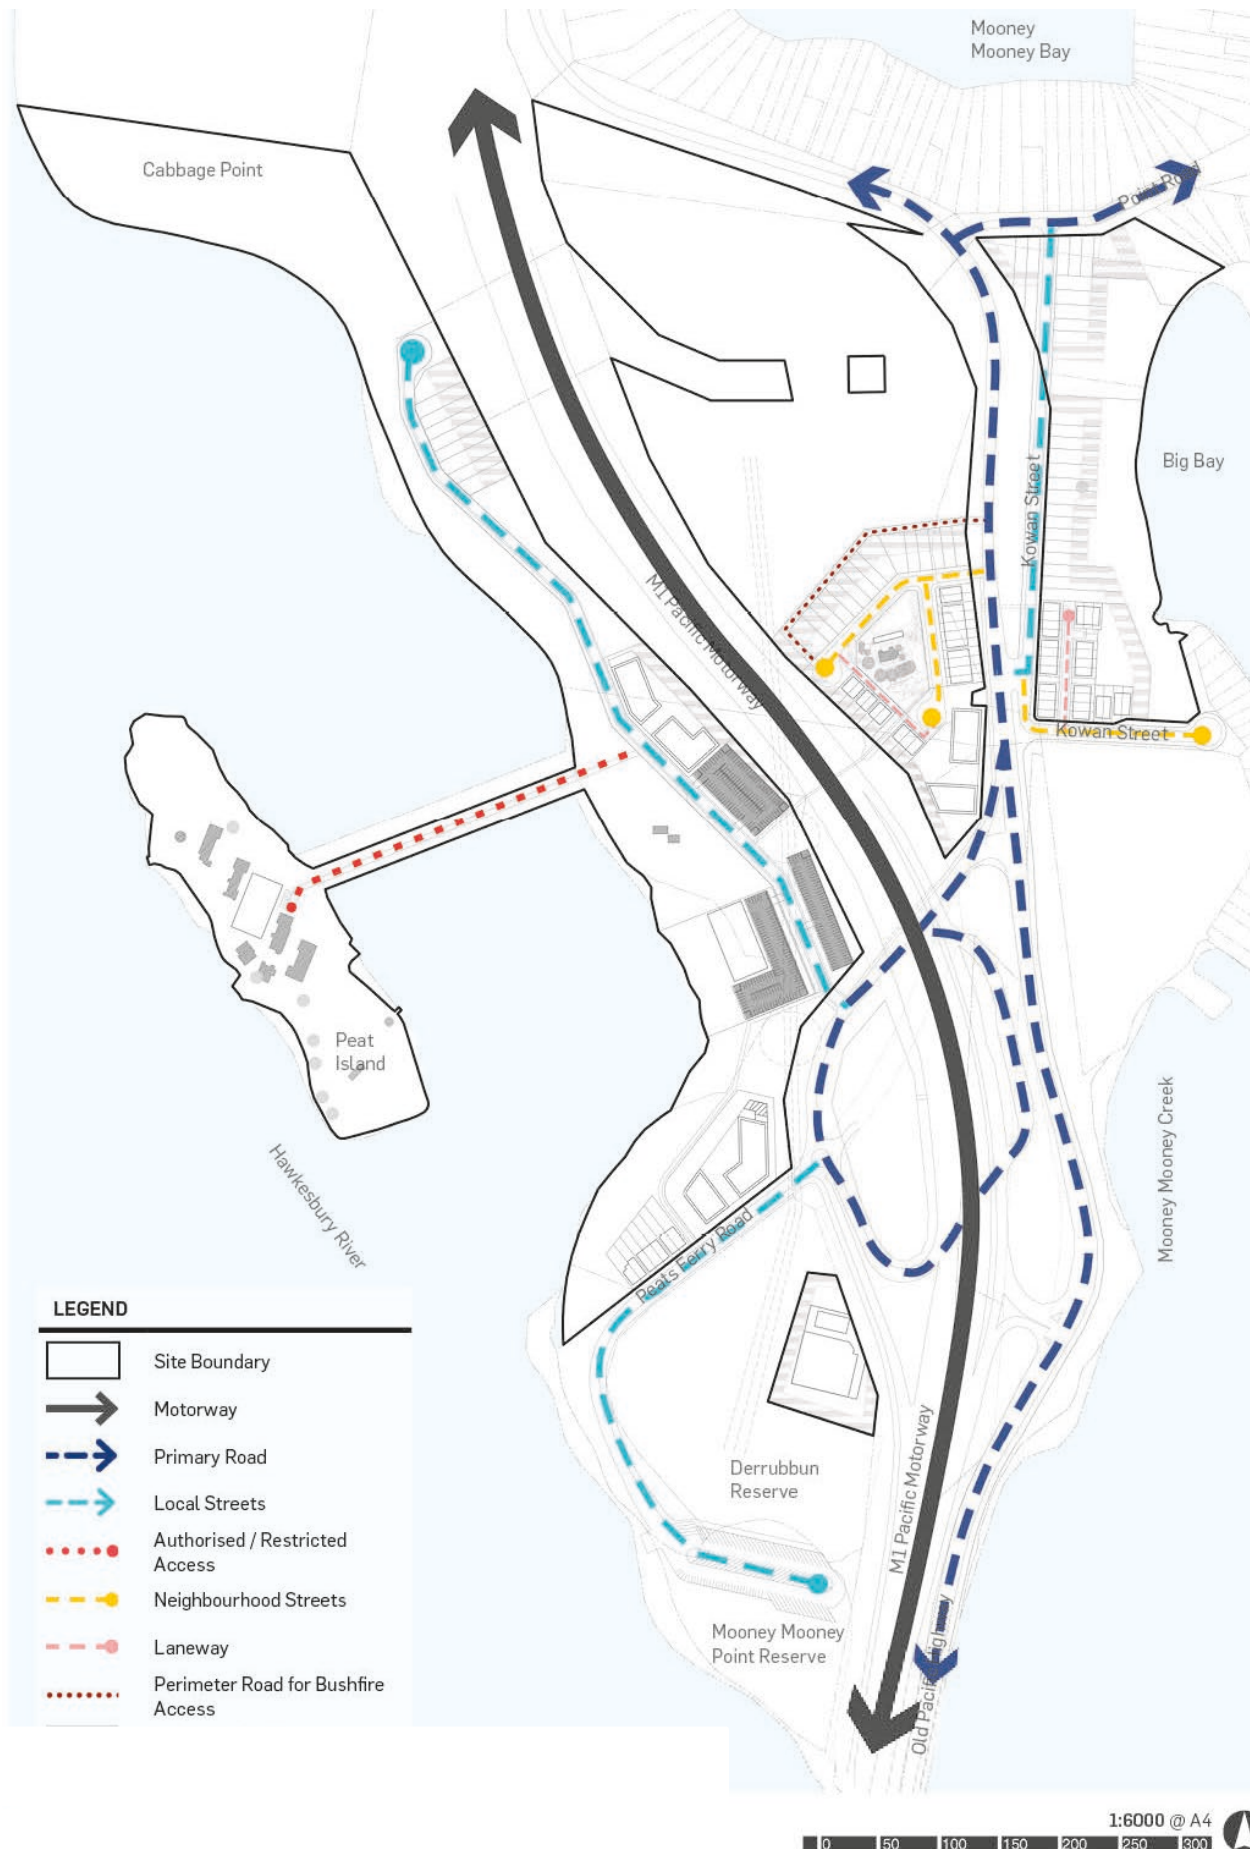 Mooney
Mooney Bay
Cabbage Point
Point Road
Big Bay
Kowan Street
M1 Pacific Motorway
Kowan Street
Peat
Island
Hawkesbury River
Mooney Mooney Creek
Peats Ferry Road
Derrubbun
Reserve
M1 Pacific Motorway
Mooney Mooney
Point Reserve
Old Pacific Highway
LEGEND
Site Boundary
Motorway
Primary Road
Local Streets
Authorised / Restricted
Access
Neighbourhood Streets
Laneway
Perimeter Road for Bushfire
Access
1:6000 @ A4
0 50 100 150 200 250 300